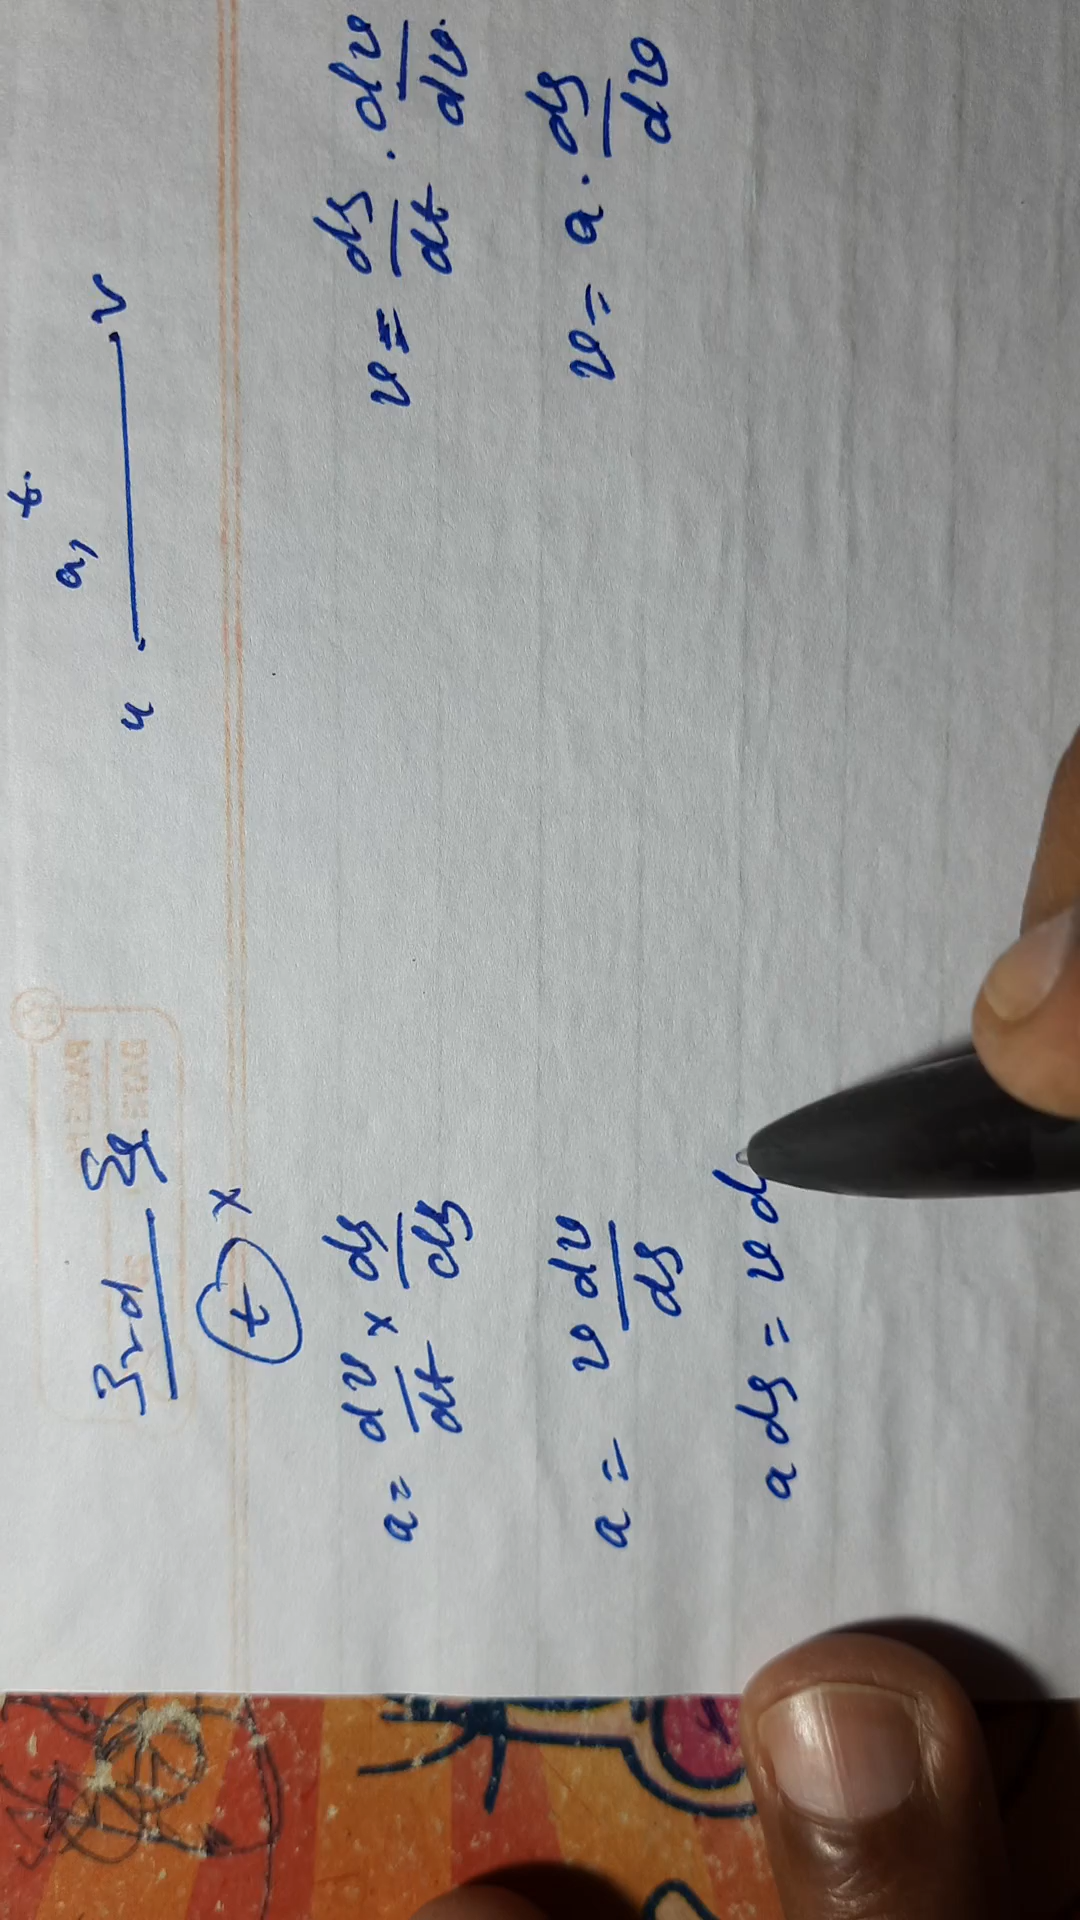 3rd Eq
a, t.
u v
t x
a = dv/dt x ds/ds
v = ds/dt . dv/dv.
a = v dv/ds
v = a . ds/dv
a ds = v d